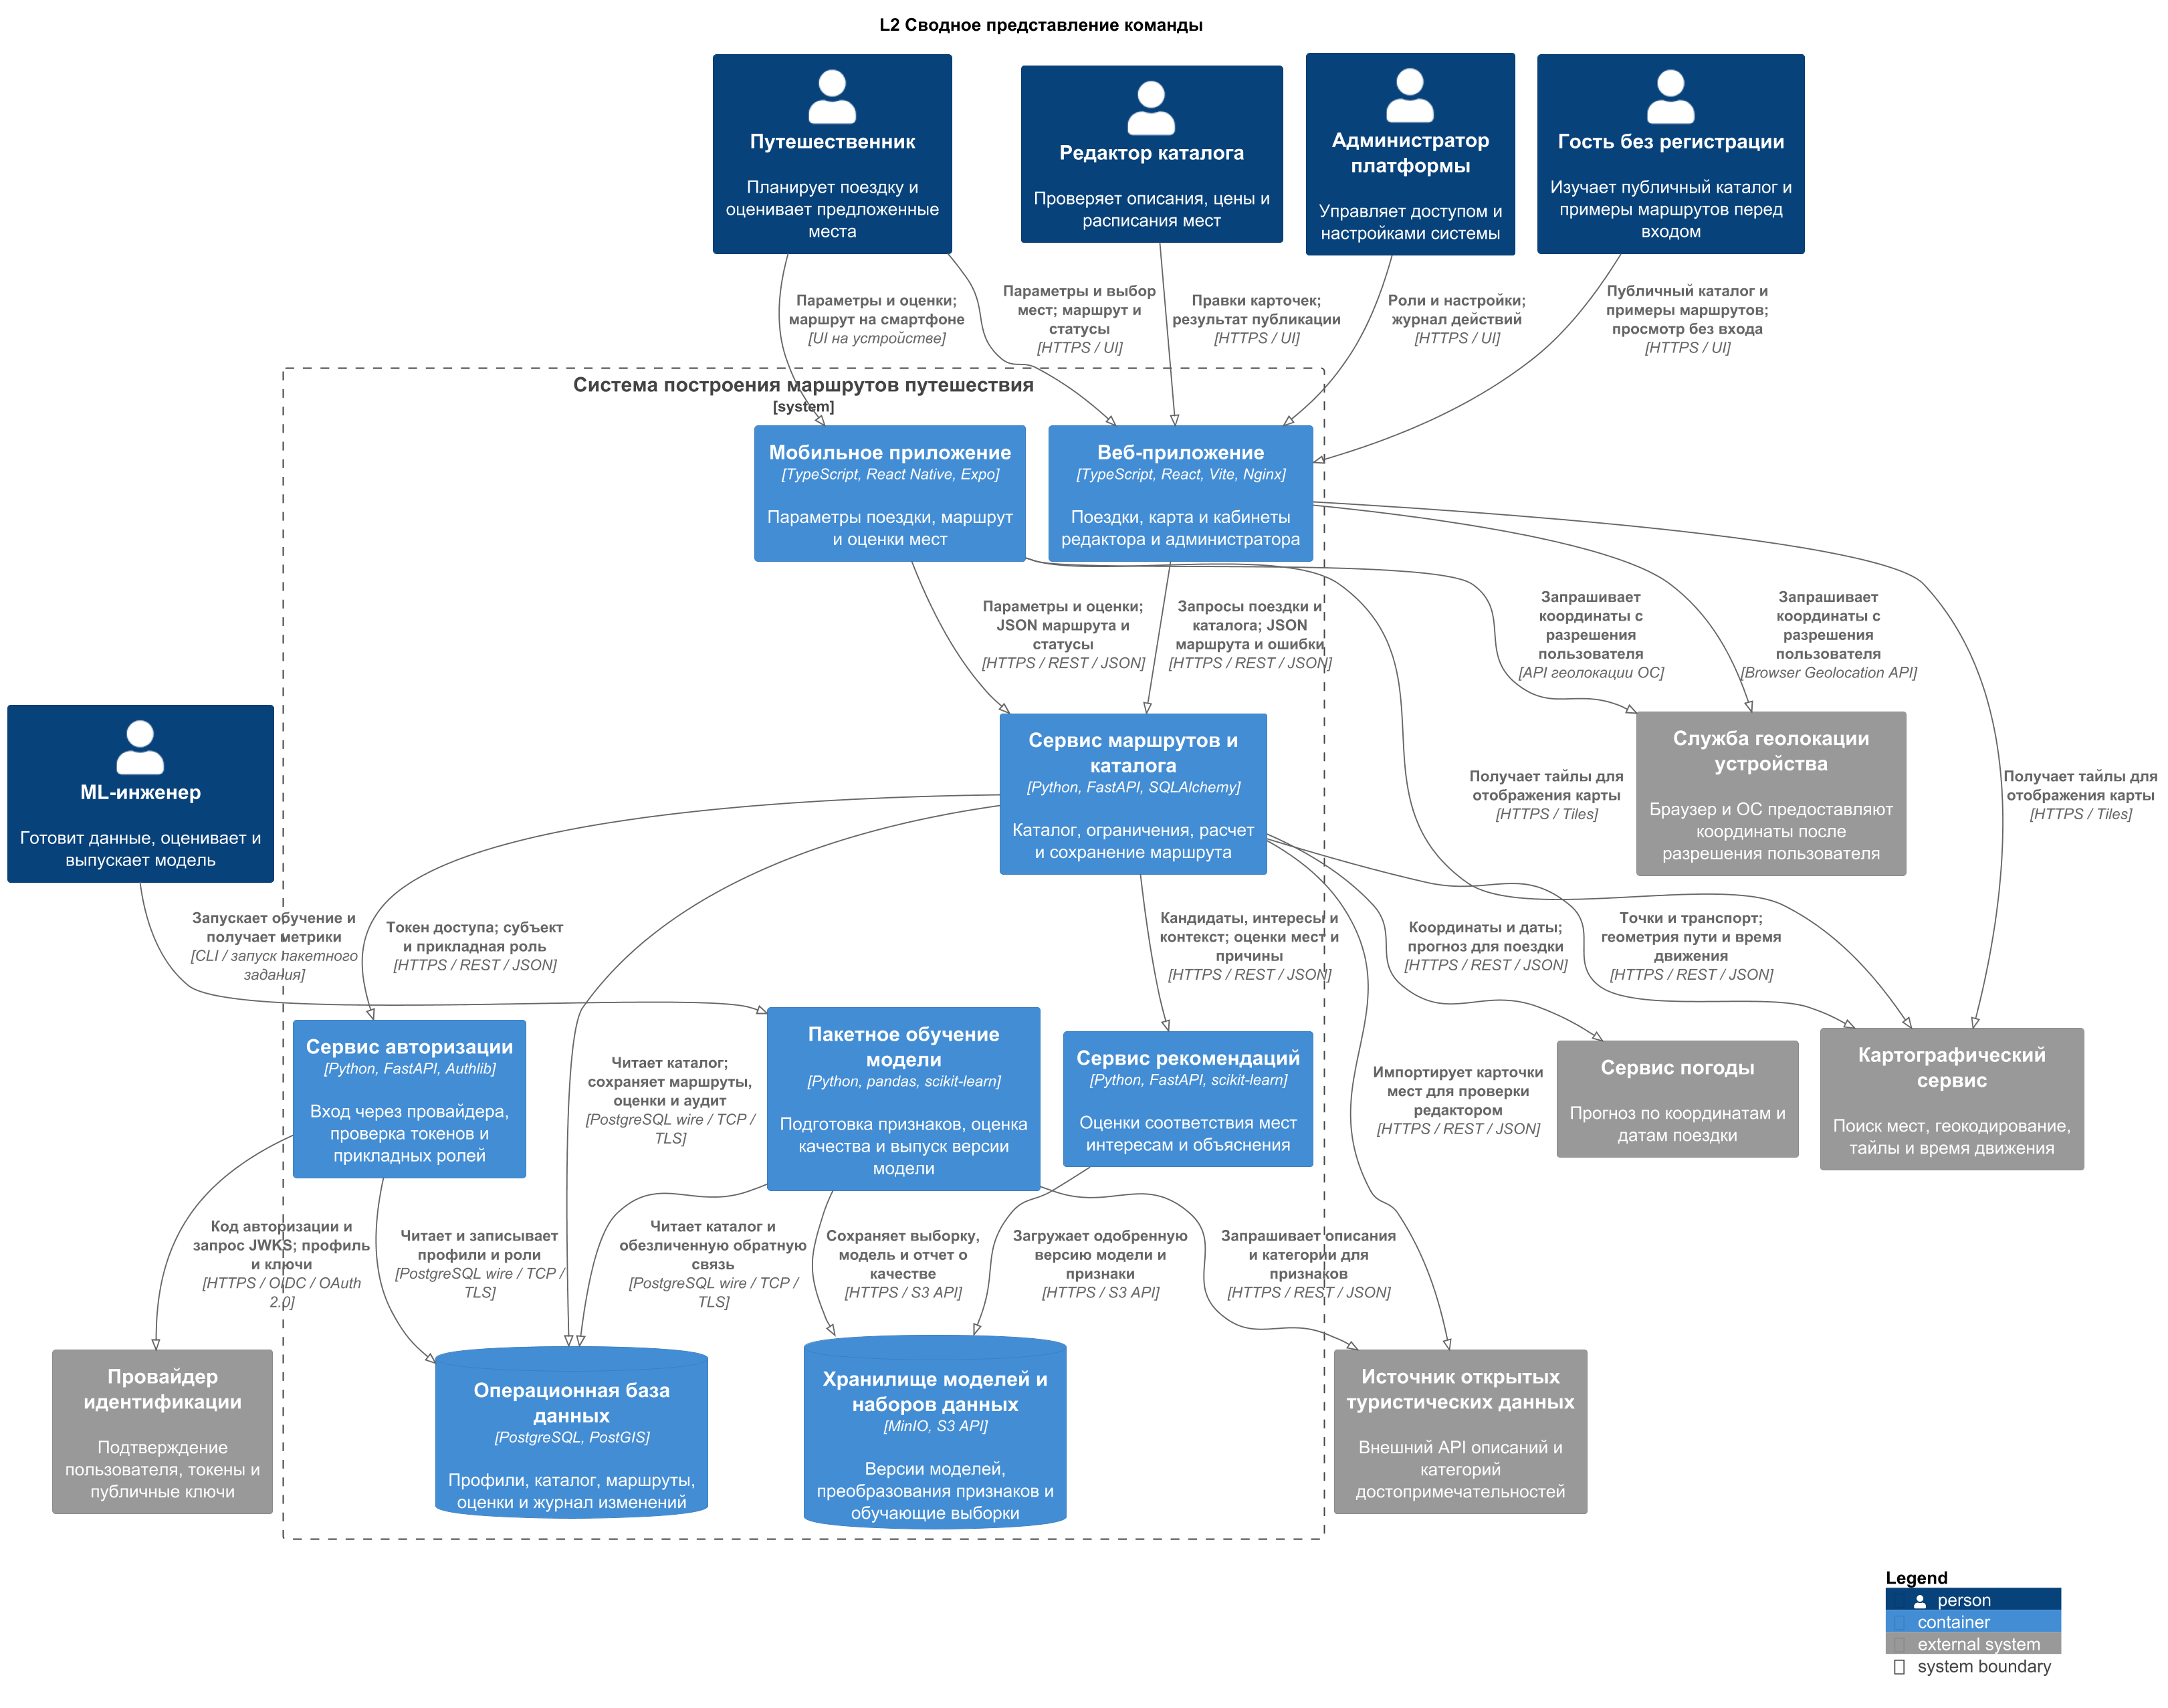 L2 Сводное представление команды
Путешественник
Планирует поездку и
оценивает предложенные
места
Редактор каталога
Проверяет описания, цены и
расписания мест
Администратор
платформы
Управляет доступом и
настройками системы
Гость без регистрации
Изучает публичный каталог и
примеры маршрутов перед
входом
Параметры и оценки;
маршрут на смартфоне
[UI на устройстве]
Параметры и выбор
мест; маршрут и
статусы
[HTTPS / UI]
Правки карточек;
результат публикации
[HTTPS / UI]
Роли и настройки;
журнал действий
[HTTPS / UI]
Публичный каталог и
примеры маршрутов;
просмотр без входа
[HTTPS / UI]
Система построения маршрутов путешествия
[system]
Мобильное приложение
[TypeScript, React Native, Expo]
Параметры поездки, маршрут
и оценки мест
Веб-приложение
[TypeScript, React, Vite, Nginx]
Поездки, карта и кабинеты
редактора и администратора
Параметры и оценки;
JSON маршрута и
статусы
[HTTPS / REST / JSON]
Запросы поездки и
каталога; JSON
маршрута и ошибки
[HTTPS / REST / JSON]
Запрашивает
координаты с
разрешения
пользователя
[API геолокации ОС]
Запрашивает
координаты с
разрешения
пользователя
[Browser Geolocation API]
ML-инженер
Готовит данные, оценивает и
выпускает модель
Сервис маршрутов и
каталога
[Python, FastAPI, SQLAlchemy]
Каталог, ограничения, расчет
и сохранение маршрута
Получает тайлы для
отображения карты
[HTTPS / Tiles]
Служба геолокации
устройства
Браузер и ОС предоставляют
координаты после
разрешения пользователя
Получает тайлы для
отображения карты
[HTTPS / Tiles]
Запускает обучение и
получает метрики
[CLI / запуск пакетного
задания]
Токен доступа; субъект
и прикладная роль
[HTTPS / REST / JSON]
Кандидаты, интересы и
контекст; оценки мест и
причины
[HTTPS / REST / JSON]
Координаты и даты;
прогноз для поездки
[HTTPS / REST / JSON]
Точки и транспорт;
геометрия пути и время
движения
[HTTPS / REST / JSON]
Сервис авторизации
[Python, FastAPI, Authlib]
Вход через провайдера,
проверка токенов и
прикладных ролей
Читает каталог;
сохраняет маршруты,
оценки и аудит
[PostgreSQL wire / TCP /
TLS]
Пакетное обучение
модели
[Python, pandas, scikit-learn]
Подготовка признаков, оценка
качества и выпуск версии
модели
Сервис рекомендаций
[Python, FastAPI, scikit-learn]
Оценки соответствия мест
интересам и объяснения
Импортирует карточки
мест для проверки
редактором
[HTTPS / REST / JSON]
Сервис погоды
Прогноз по координатам и
датам поездки
Картографический
сервис
Поиск мест, геокодирование,
тайлы и время движения
Код авторизации и
запрос JWKS; профиль
и ключи
[HTTPS / OIDC / OAuth
2.0]
Читает и записывает
профили и роли
[PostgreSQL wire / TCP /
TLS]
Читает каталог и
обезличенную обратную
связь
[PostgreSQL wire / TCP /
TLS]
Сохраняет выборку,
модель и отчет о
качестве
[HTTPS / S3 API]
Загружает одобренную
версию модели и
признаки
[HTTPS / S3 API]
Запрашивает описания
и категории для
признаков
[HTTPS / REST / JSON]
Провайдер
идентификации
Подтверждение
пользователя, токены и
публичные ключи
Операционная база
данных
[PostgreSQL, PostGIS]
Профили, каталог, маршруты,
оценки и журнал изменений
Хранилище моделей и
наборов данных
[MinIO, S3 API]
Версии моделей,
преобразования признаков и
обучающие выборки
Источник открытых
туристических данных
Внешний API описаний и
категорий
достопримечательностей
Legend
person
container
external system
system boundary